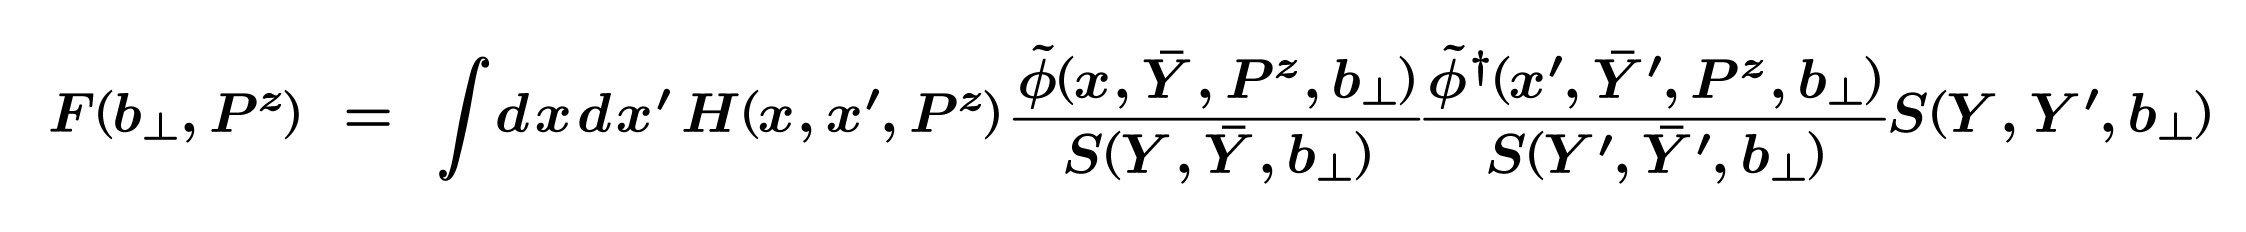 F(b_⊥, P^z) = ∫ dx dx′ H(x, x′, P^z) \frac{\tilde{ϕ}(x, \bar{Y}, P^z, b_⊥)}{S(Y, \bar{Y}, b_⊥)} \frac{\tilde{ϕ}^†(x′, \bar{Y}′, P^z, b_⊥)}{S(Y′, \bar{Y}′, b_⊥)} S(Y, Y′, b_⊥)